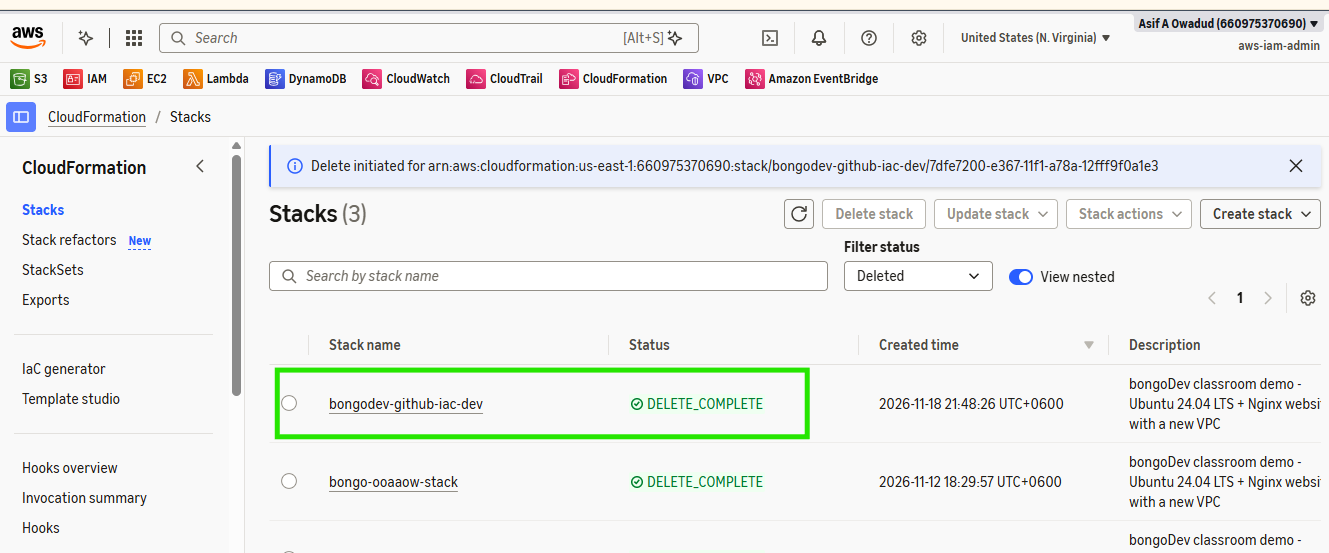 aws
Search
[Alt+S]
United States (N. Virginia)
Asif A Owadud (660975370690)
aws-iam-admin
S3
IAM
EC2
Lambda
DynamoDB
CloudWatch
CloudTrail
CloudFormation
VPC
Amazon EventBridge
CloudFormation / Stacks
CloudFormation
Stacks
Stack refactors New
StackSets
Exports
IaC generator
Template studio
Hooks overview
Invocation summary
Hooks
Delete initiated for arn:aws:cloudformation:us-east-1:660975370690:stack/bongodev-github-iac-dev/7dfe7200-e367-11f1-a78a-12fff9f0a1e3
Stacks (3)
Delete stack
Update stack
Stack actions
Create stack
Filter status
Search by stack name
Deleted
View nested
1
Stack name
Status
Created time
Description
bongodev-github-iac-dev
DELETE_COMPLETE
2026-11-18 21:48:26 UTC+0600
bongoDev classroom demo -
Ubuntu 24.04 LTS + Nginx websi
with a new VPC
bongo-ooaaow-stack
DELETE_COMPLETE
2026-11-12 18:29:57 UTC+0600
bongoDev classroom demo -
Ubuntu 24.04 LTS + Nginx websi
with a new VPC
bongoDev classroom demo -